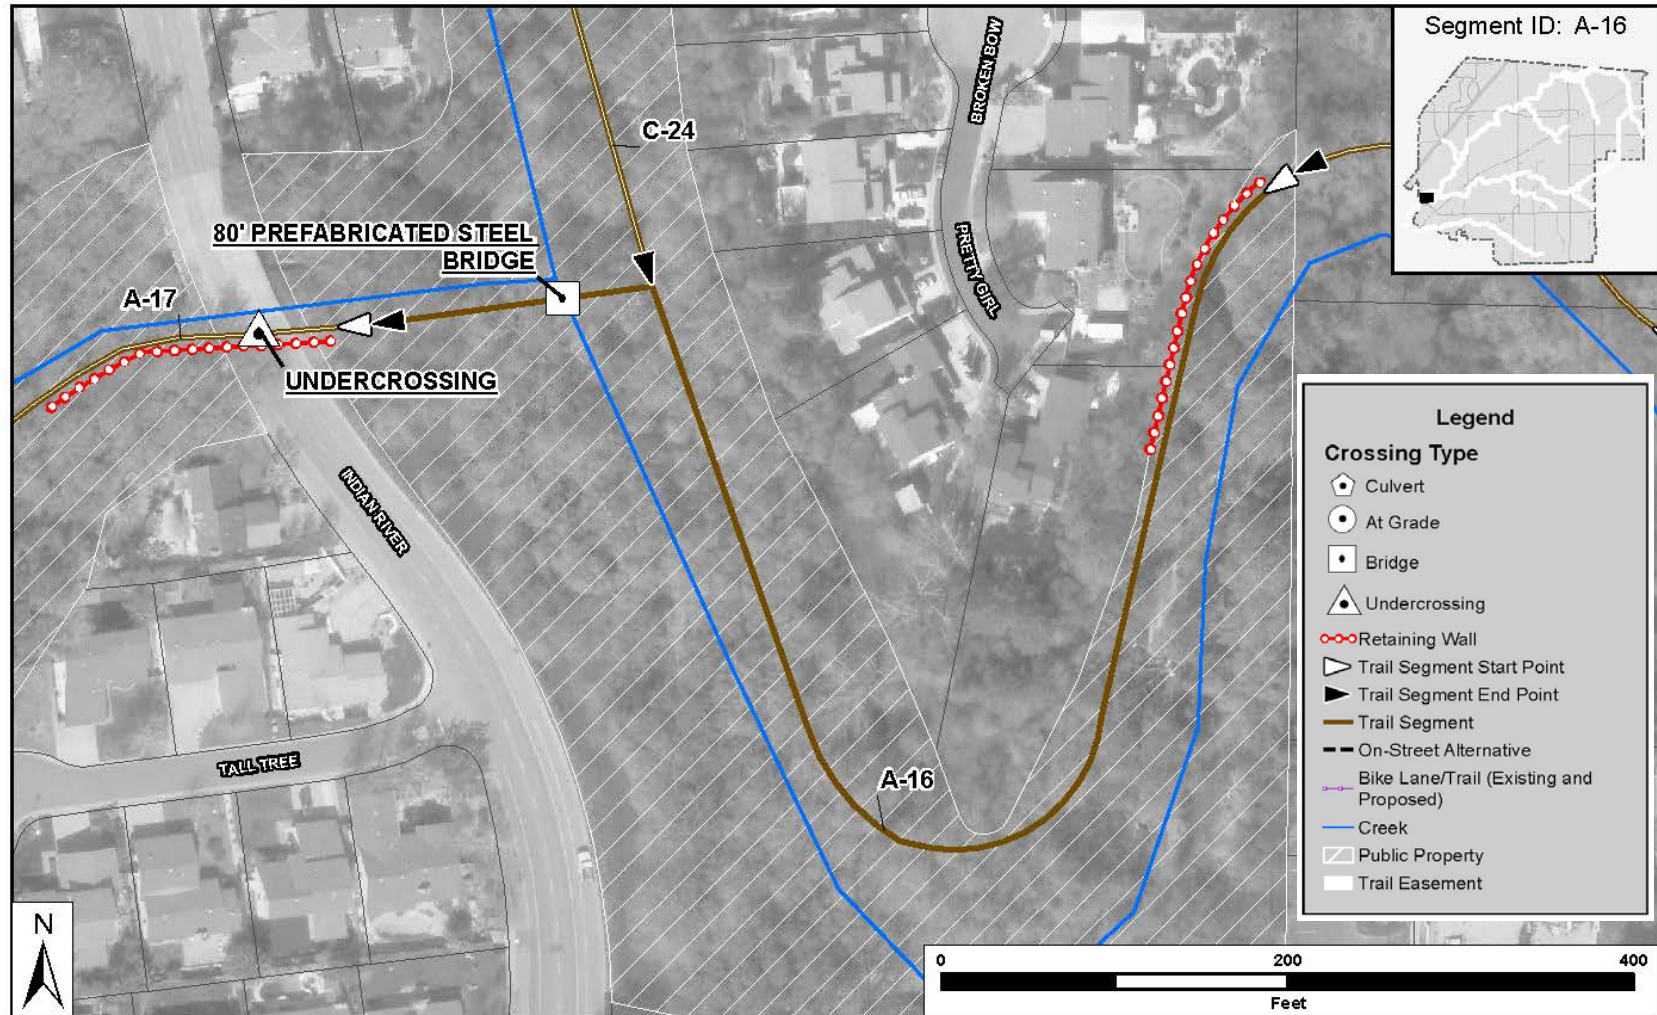 Segment ID: A-16
BROKEN BOW
C-24
80' PREFABRICATED STEEL
BRIDGE
PRETTY GIRL
A-17
UNDERCROSSING
INDIAN RIVER
TALL TREE
A-16
Legend
Crossing Type
Culvert
At Grade
Bridge
Undercrossing
Retaining Wall
Trail Segment Start Point
Trail Segment End Point
Trail Segment
On-Street Alternative
Bike Lane/Trail (Existing and
Proposed)
Creek
Public Property
Trail Easement
N
0 200 400
Feet